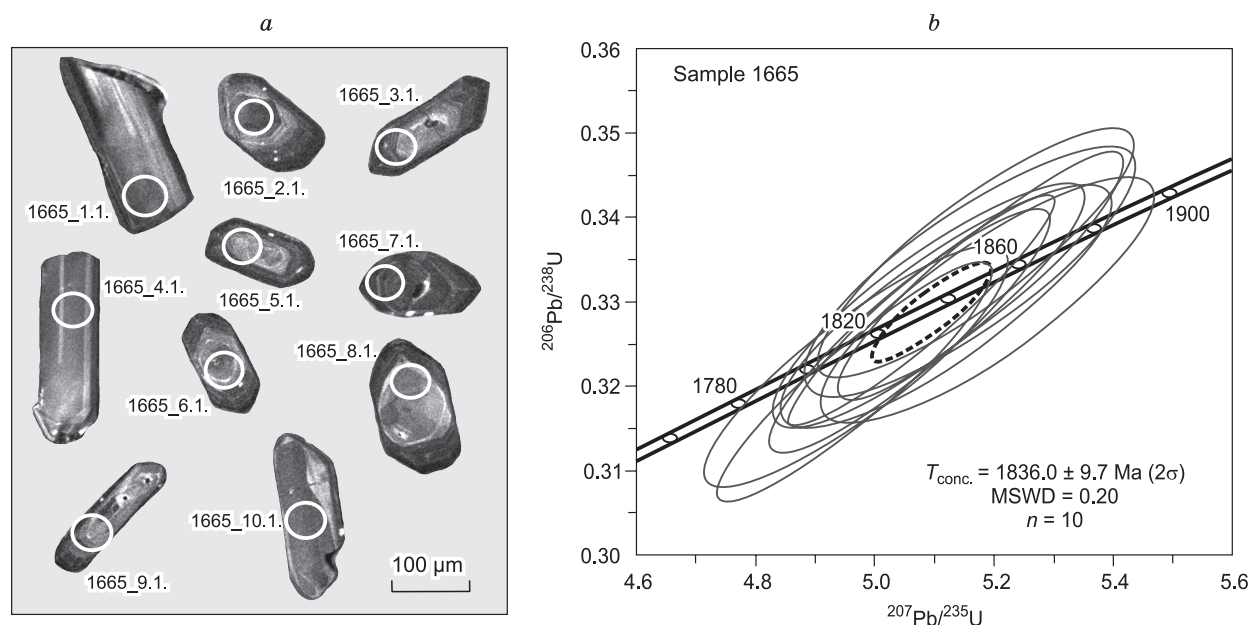 a
1665_1.1.
1665_2.1.
1665_3.1.
1665_4.1.
1665_5.1.
1665_7.1.
1665_6.1.
1665_8.1.
1665_9.1.
1665_10.1.
100 μm
b
Sample 1665
0.36
0.35
0.34
0.33
0.32
0.31
0.30
²⁰⁶Pb/²³⁸U
1780
1820
1860
1900
T conc. = 1836.0 ± 9.7 Ma (2σ)
MSWD = 0.20
n = 10
4.6 4.8 5.0 5.2 5.4 5.6
²⁰⁷Pb/²³⁵U